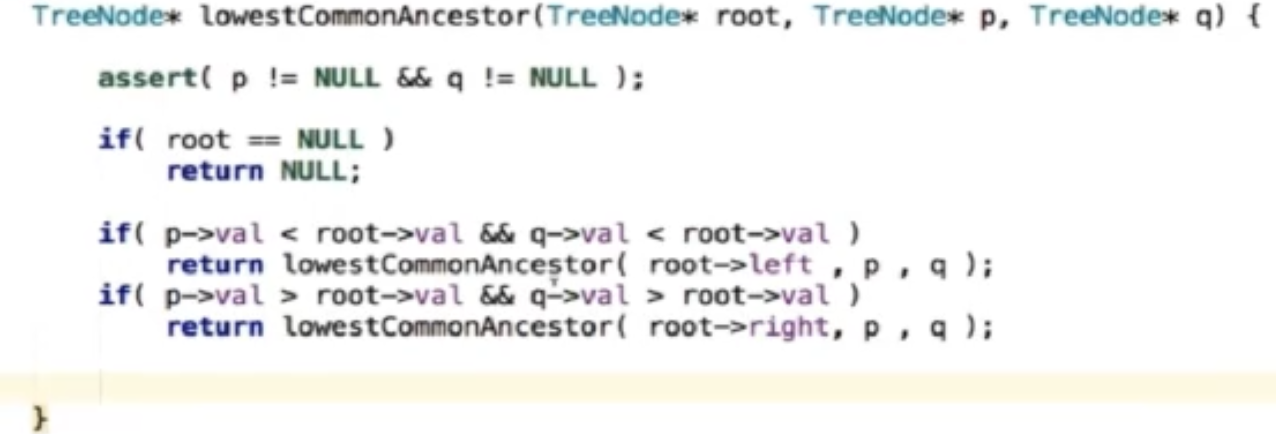 TreeNode* lowestCommonAncestor(TreeNode* root, TreeNode* p, TreeNode* q) {
assert( p != NULL && q != NULL );
if( root == NULL )
return NULL;
if( p->val < root->val && q->val < root->val )
return lowestCommonAncestor( root->left , p , q );
if( p->val > root->val && q->val > root->val )
return lowestCommonAncestor( root->right, p , q );
}